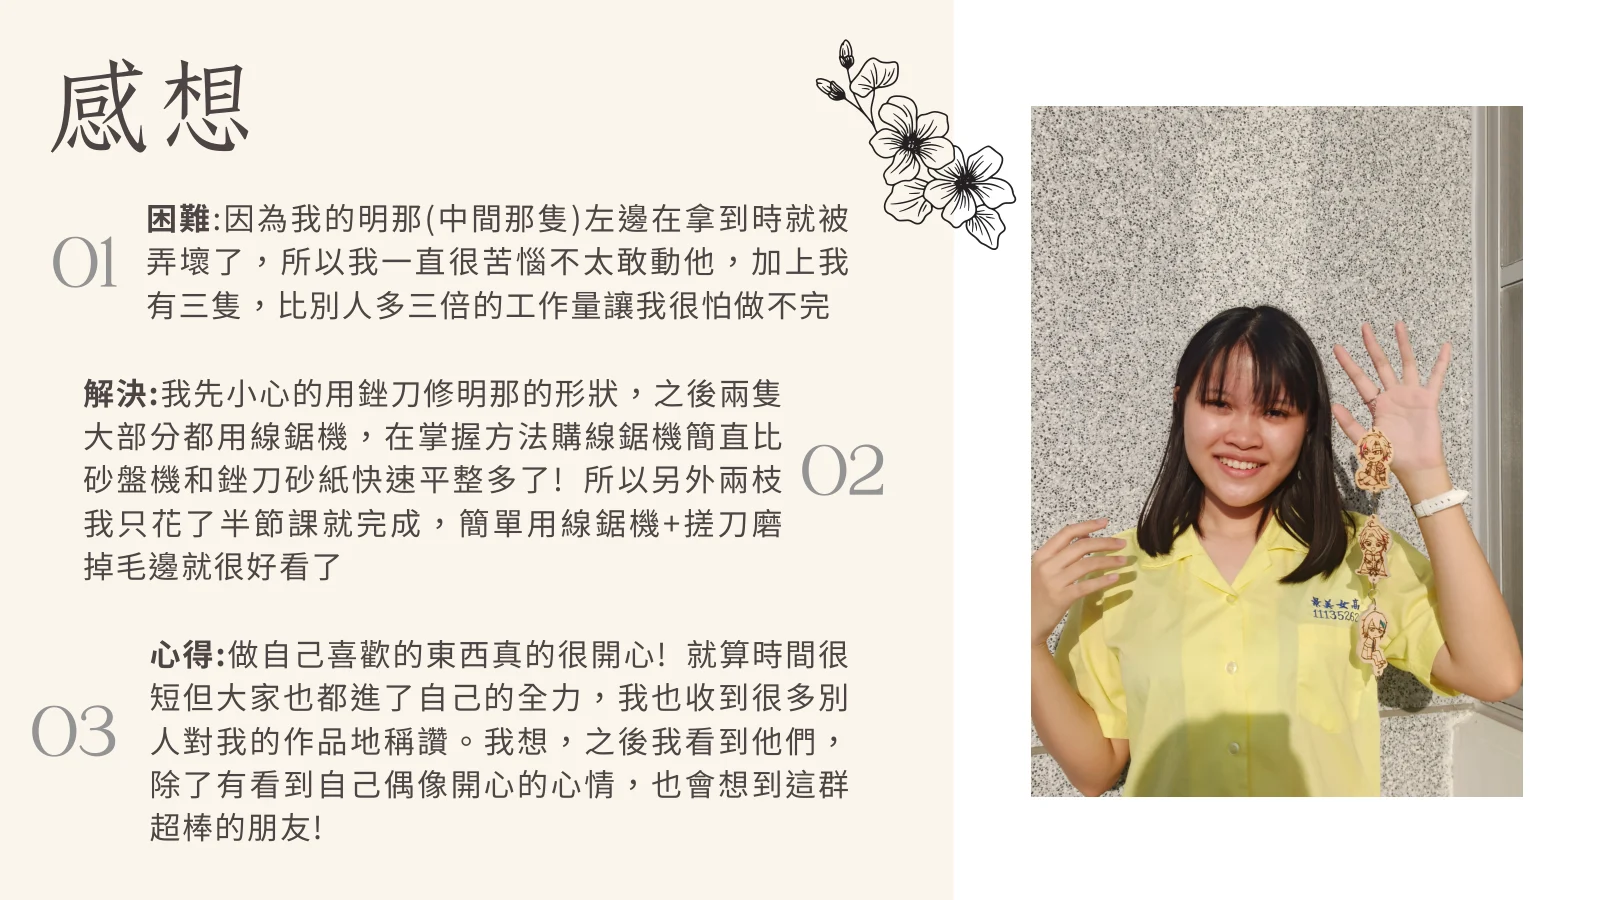 感想
01
困難:因為我的明那(中間那隻)左邊在拿到時就被
弄壞了，所以我一直很苦惱不太敢動他，加上我
有三隻，比別人多三倍的工作量讓我很怕做不完
解決:我先小心的用銼刀修明那的形狀，之後兩隻
大部分都用線鋸機，在掌握方法購線鋸機簡直比
砂盤機和銼刀砂紙快速平整多了! 所以另外兩枝
我只花了半節課就完成，簡單用線鋸機+搓刀磨
掉毛邊就很好看了
02
03
心得:做自己喜歡的東西真的很開心! 就算時間很
短但大家也都進了自己的全力，我也收到很多別
人對我的作品地稱讚。我想，之後我看到他們，
除了有看到自己偶像開心的心情，也會想到這群
超棒的朋友!
景美女高
11135262